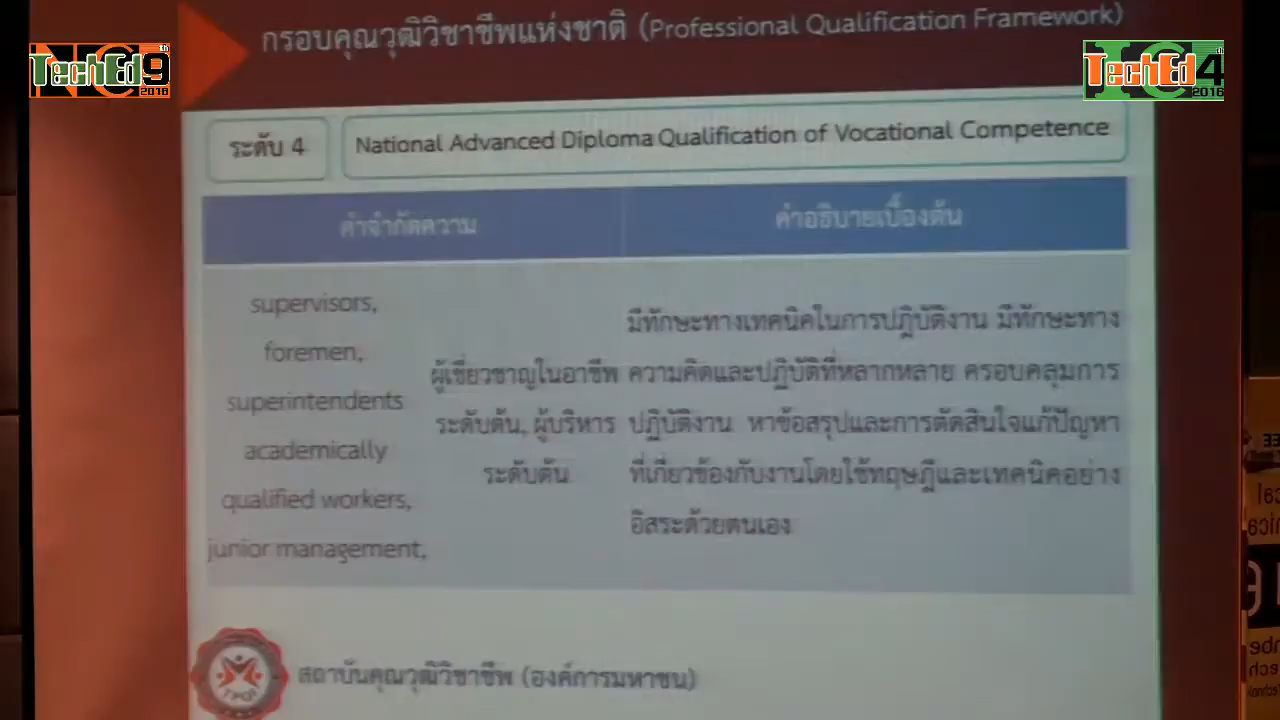 กรอบคุณวุฒิวิชาชีพแห่งชาติ (Professional Qualification Framework)
NC
TechEd9th
2016
IC
TechEd4th
2016
ระดับ 4
National Advanced Diploma Qualification of Vocational Competence
คำจำกัดความ
คำอธิบายเบื้องต้น
supervisors,
foremen,
superintendents
academically
qualified workers,
junior management,
ผู้เชี่ยวชาญในอาชีพ
ระดับต้น, ผู้บริหาร
ระดับต้น
มีทักษะทางเทคนิคในการปฏิบัติงาน มีทักษะทาง
ความคิดและปฏิบัติที่หลากหลาย ครอบคลุมการ
ปฏิบัติงาน หาข้อสรุปและการตัดสินใจแก้ปัญหา
ที่เกี่ยวข้องกับงานโดยใช้ทฤษฎีและเทคนิคอย่าง
อิสระด้วยตนเอง
TPQI
สถาบันคุณวุฒิวิชาชีพ (องค์การมหาชน)